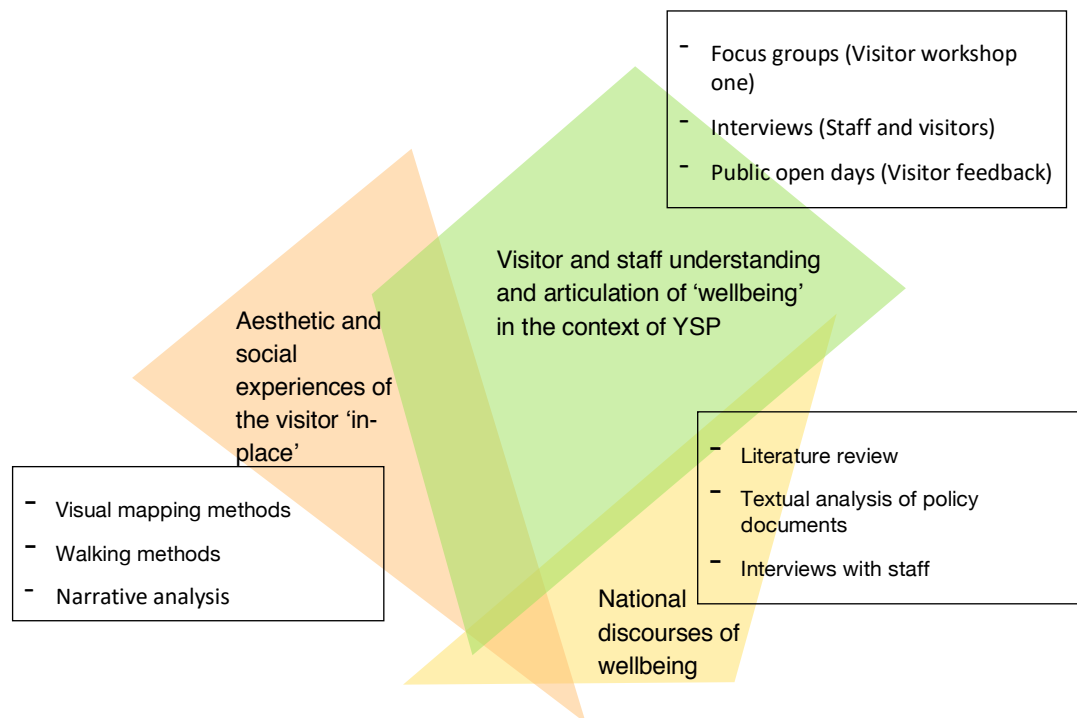 - Focus groups (Visitor workshop
one)
- Interviews (Staff and visitors)
- Public open days (Visitor feedback)
Visitor and staff understanding
and articulation of ‘wellbeing’
in the context of YSP
Aesthetic and
social
experiences of
the visitor ‘in-
place’
- Visual mapping methods
- Walking methods
- Narrative analysis
- Literature review
- Textual analysis of policy
documents
- Interviews with staff
National
discourses of
wellbeing